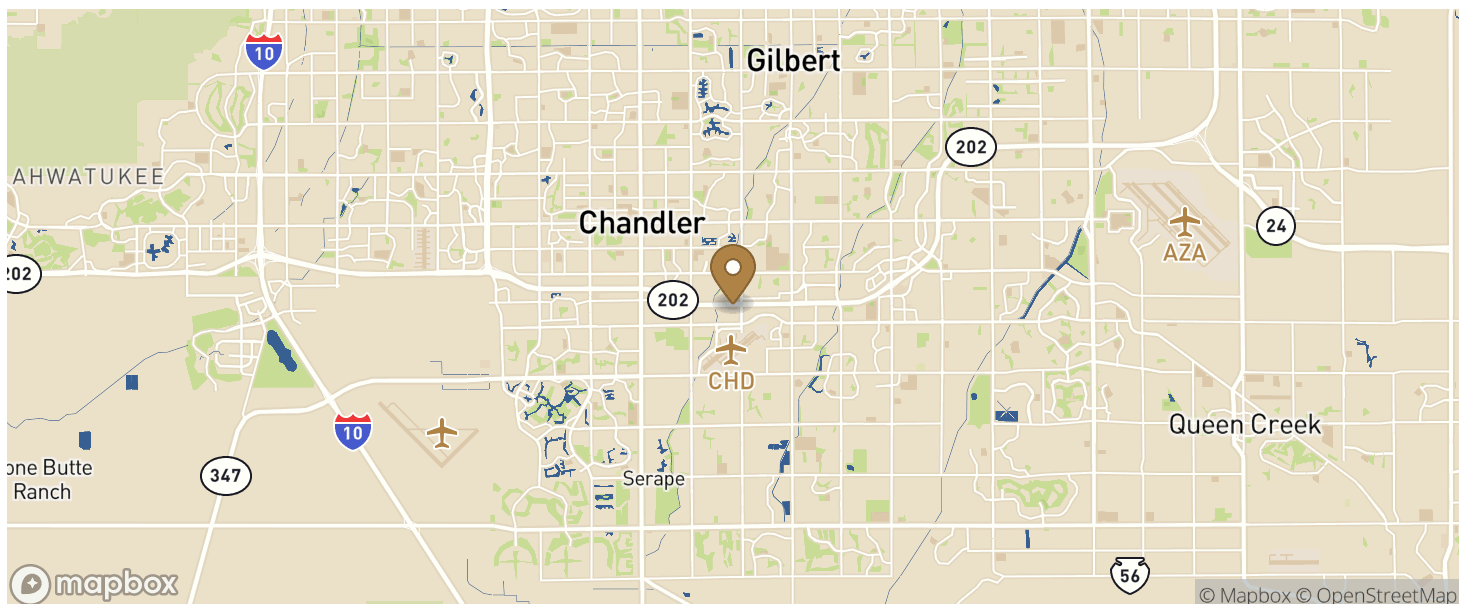 10
Gilbert
202
AHWATUKEE
Chandler
24
AZA
202
202
CHD
10
Queen Creek
one Butte
Ranch
347
Serape
56
mapbox
© Mapbox © OpenStreetMap